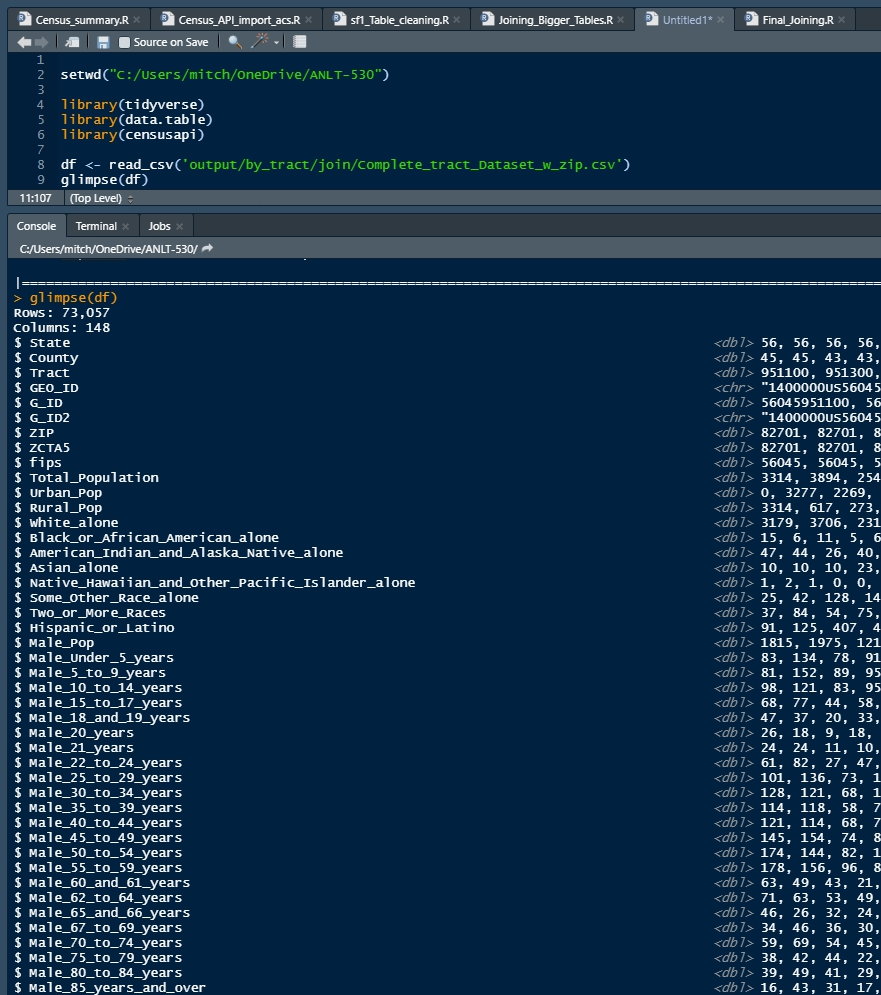 Census_summary.R × Census_API_import_acs.R × sf1_Table_cleaning.R × Joining_Bigger_Tables.R × Untitled1* × Final_Joining.R ×
Source on Save
1
2 setwd("C:/Users/mitch/OneDrive/ANLT-530")
3
4 library(tidyverse)
5 library(data.table)
6 library(censusapi)
7
8 df <- read_csv('output/by_tract/join/Complete_tract_Dataset_w_zip.csv')
9 glimpse(df)
11:107 (Top Level)
Console Terminal × Jobs ×
C:/Users/mitch/OneDrive/ANLT-530/
> glimpse(df)
Rows: 73,057
Columns: 148
$ State <dbl> 56, 56, 56, 56,
$ County <dbl> 45, 45, 43, 43,
$ Tract <dbl> 951100, 951300,
$ GEO_ID <chr> "1400000US56045
$ G_ID <dbl> 56045951100, 56
$ G_ID2 <chr> "1400000US56045
$ ZIP <dbl> 82701, 82701, 8
$ ZCTA5 <dbl> 82701, 82701, 8
$ fips <dbl> 56045, 56045, 5
$ Total_Population <dbl> 3314, 3894, 254
$ Urban_Pop <dbl> 0, 3277, 2269,
$ Rural_Pop <dbl> 3314, 617, 273,
$ White_alone <dbl> 3179, 3706, 231
$ Black_or_African_American_alone <dbl> 15, 6, 11, 5, 6
$ American_Indian_and_Alaska_Native_alone <dbl> 47, 44, 26, 40,
$ Asian_alone <dbl> 10, 10, 10, 23,
$ Native_Hawaiian_and_Other_Pacific_Islander_alone <dbl> 1, 2, 1, 0, 0,
$ Some_Other_Race_alone <dbl> 25, 42, 128, 14
$ Two_or_More_Races <dbl> 37, 84, 54, 75,
$ Hispanic_or_Latino <dbl> 91, 125, 407, 4
$ Male_Pop <dbl> 1815, 1975, 121
$ Male_Under_5_years <dbl> 83, 134, 78, 91
$ Male_5_to_9_years <dbl> 81, 152, 89, 95
$ Male_10_to_14_years <dbl> 98, 121, 83, 95
$ Male_15_to_17_years <dbl> 68, 77, 44, 58,
$ Male_18_and_19_years <dbl> 47, 37, 20, 33,
$ Male_20_years <dbl> 26, 18, 9, 18,
$ Male_21_years <dbl> 24, 24, 11, 10,
$ Male_22_to_24_years <dbl> 61, 82, 27, 47,
$ Male_25_to_29_years <dbl> 101, 136, 73, 1
$ Male_30_to_34_years <dbl> 128, 121, 68, 1
$ Male_35_to_39_years <dbl> 114, 118, 58, 7
$ Male_40_to_44_years <dbl> 121, 114, 68, 7
$ Male_45_to_49_years <dbl> 145, 154, 74, 8
$ Male_50_to_54_years <dbl> 174, 144, 82, 1
$ Male_55_to_59_years <dbl> 178, 156, 96, 8
$ Male_60_and_61_years <dbl> 63, 49, 43, 21,
$ Male_62_to_64_years <dbl> 71, 63, 53, 49,
$ Male_65_and_66_years <dbl> 46, 26, 32, 24,
$ Male_67_to_69_years <dbl> 34, 46, 36, 30,
$ Male_70_to_74_years <dbl> 59, 69, 54, 45,
$ Male_75_to_79_years <dbl> 38, 42, 44, 22,
$ Male_80_to_84_years <dbl> 39, 49, 41, 29,
$ Male_85_years_and_over <dbl> 16, 43, 31, 17,